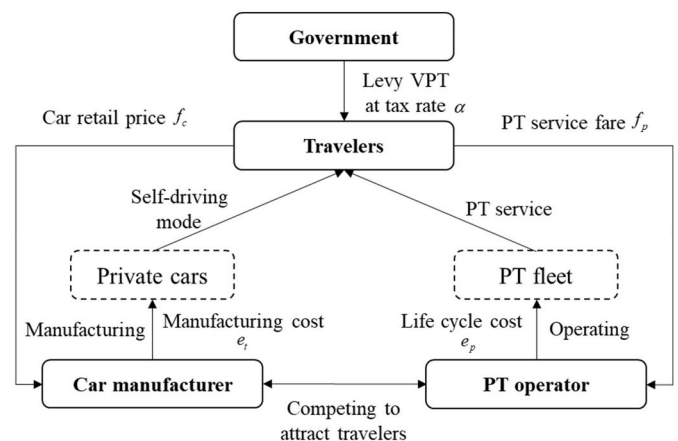 Government
Levy VPT
at tax rate α
Car retail price f_c
PT service fare f_p
Travelers
Self-driving
mode
PT service
Private cars
PT fleet
Manufacturing
Manufacturing cost
e_t
Life cycle cost
e_p
Operating
Car manufacturer
PT operator
Competing to
attract travelers